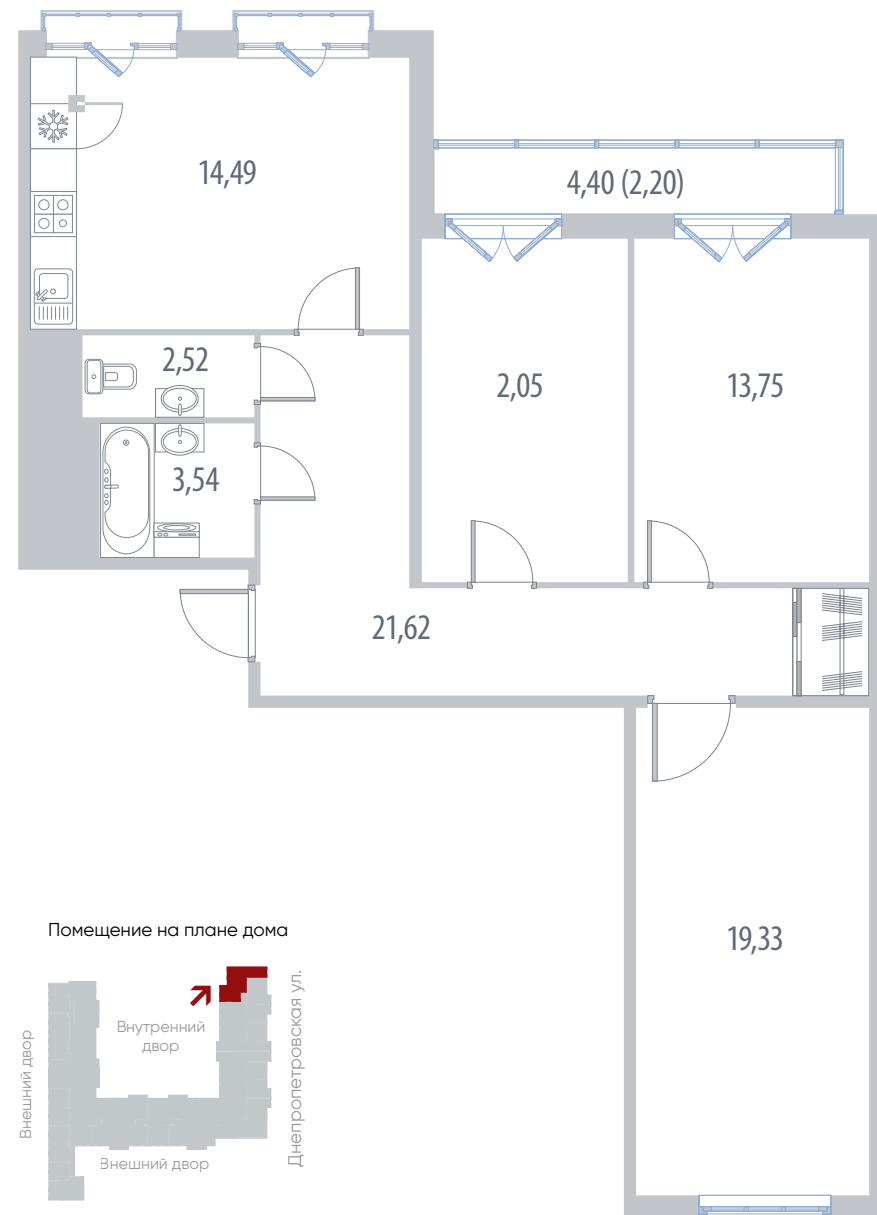 14,49
4,40 (2,20)
2,52
2,05
13,75
3,54
21,62
19,33
Помещение на плане дома
Внешний двор
Внутренний
двор
Днепропетровская ул.
Внешний двор